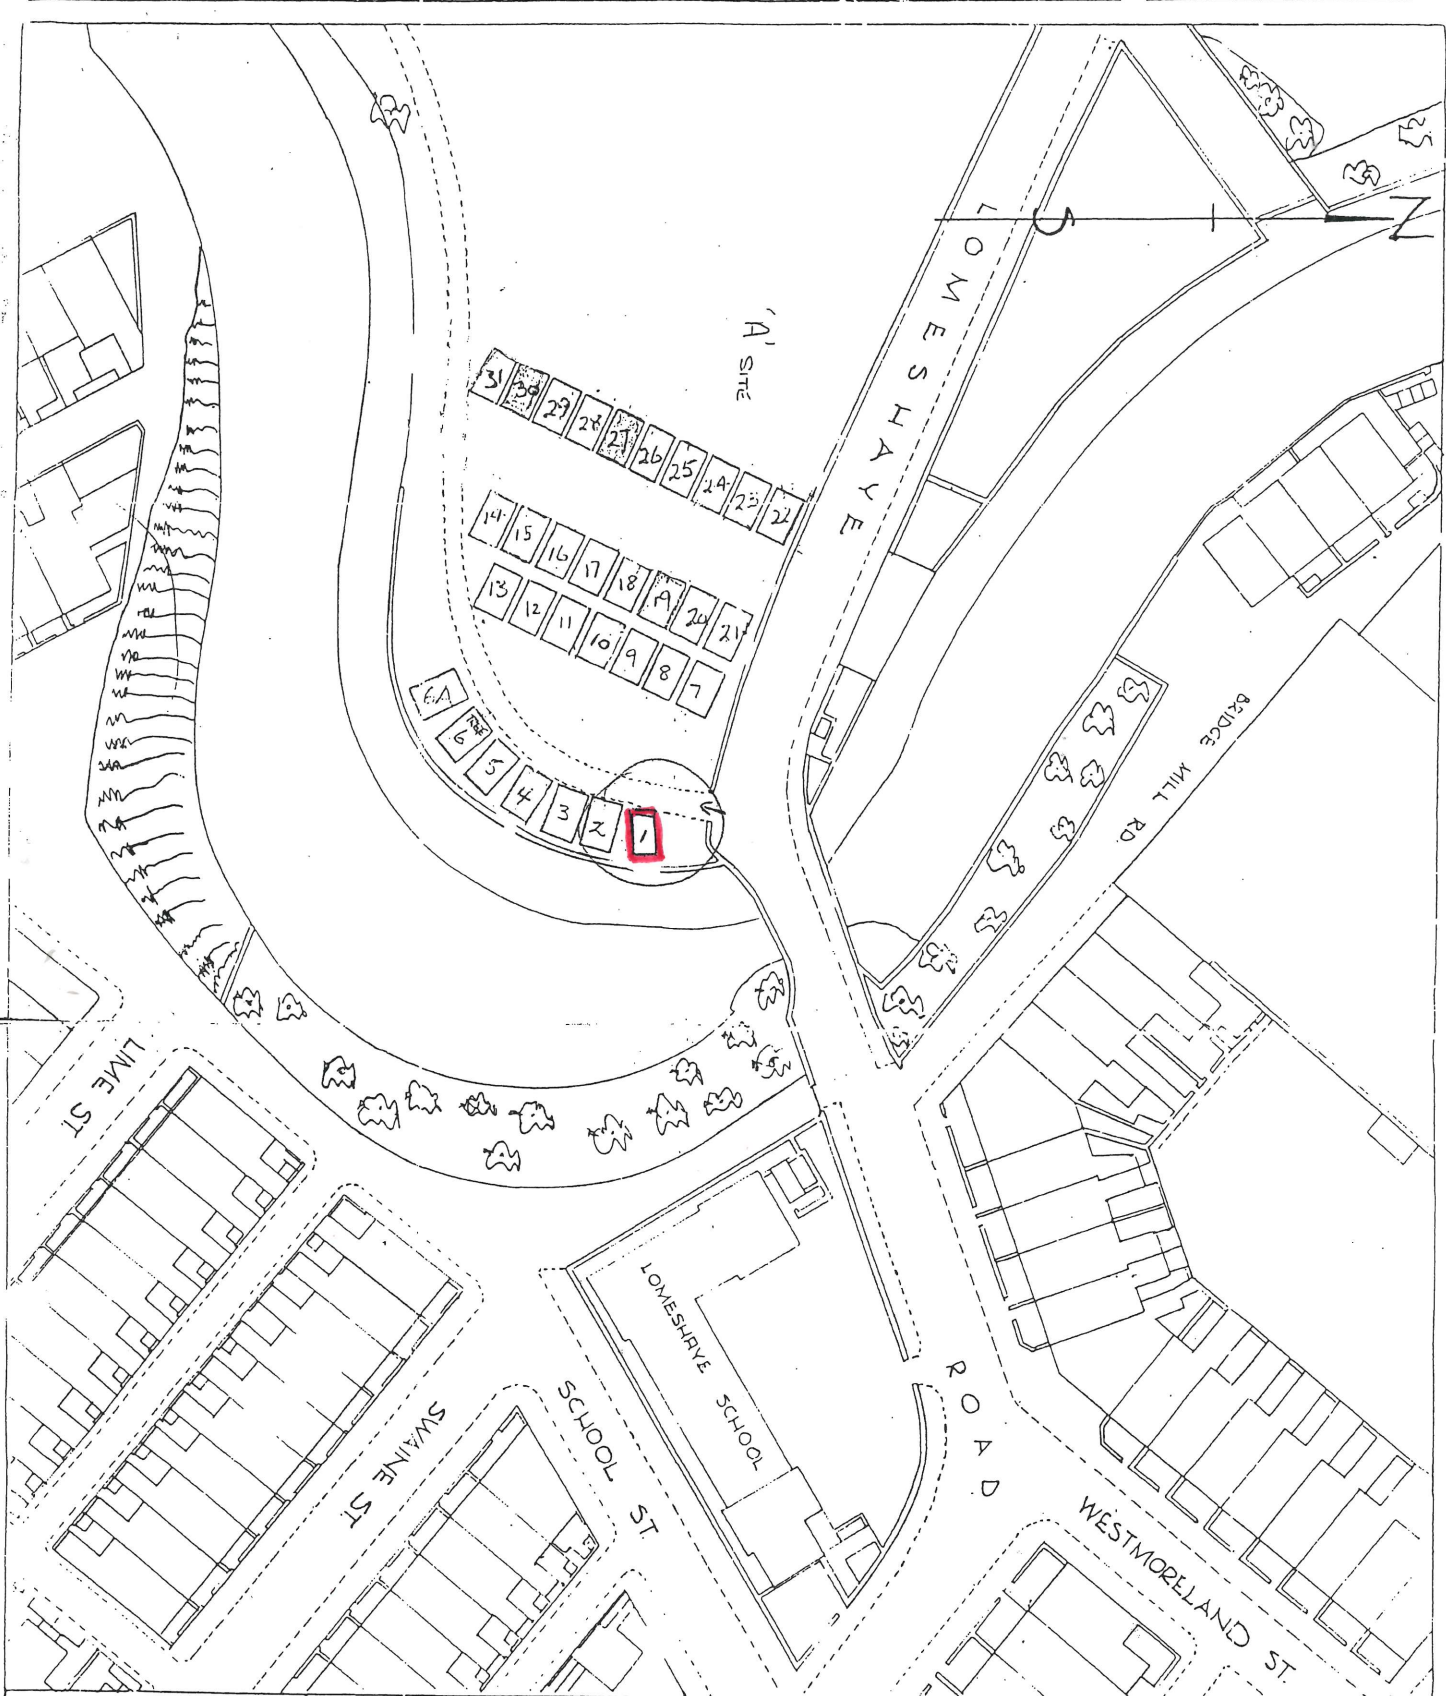 N
S
LOMESHAYE
'A' SITE
31 30 29 28 27 26 25 24 23 22
14 15 16 17 18 19 20 21
13 12 11 10 9 8 7
6A
6
5
4
3
2
1
BRIDGE MILL RD
LIME ST
SWAINE ST
SCHOOL ST
LOMESHAYE SCHOOL
ROAD
WESTMORELAND ST.